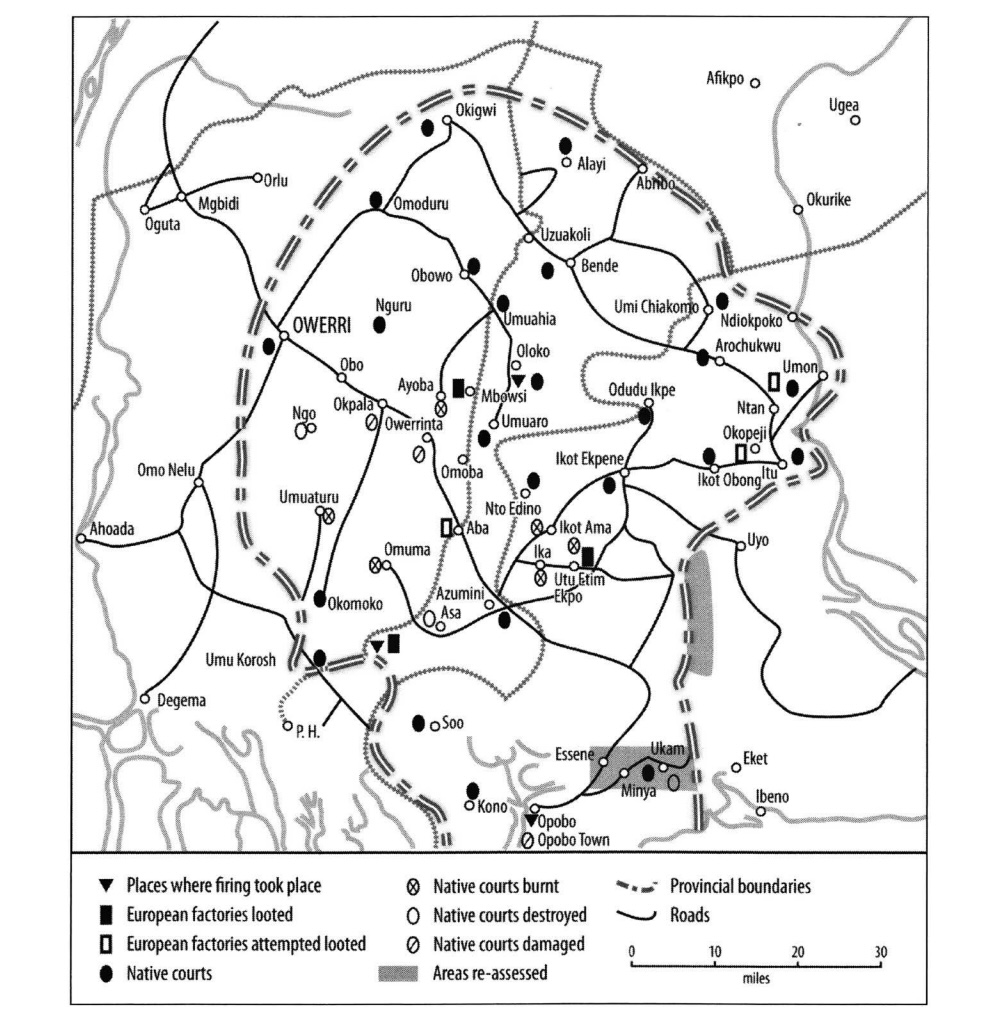 Afikpo
Ugea
Okigwi
Alayi
Abribo
Orlu
Mgbidi
Oguta
Omoduru
Okurike
Uzuakoli
Obowo
Bende
Nguru
Umuahia
Umi Chiakomo
Ndiokpoko
OWERRI
Oloko
Arochukwu
Obo
Ayoba
Mbowsi
Umon
Okpala
Odudu Ikpe
Ntan
Ngo
Owerrinta
Umuaro
Okopeji
Omo Nelu
Omoba
Ikot Ekpene
Ikot Obong
Itu
Umuaturu
Nto Edino
Ahoada
Aba
Ikot Ama
Uyo
Omuma
Ika
Utu Etim
Ekpo
Azumini
Okomoko
Asa
Umu Korosh
Degema
P. H.
Soo
Essene
Ukam
Eket
Minya
Kono
Ibeno
Opobo
Opobo Town
Places where firing took place
European factories looted
European factories attempted looted
Native courts
Native courts burnt
Native courts destroyed
Native courts damaged
Areas re-assessed
Provincial boundaries
Roads
0 10 20 30
miles